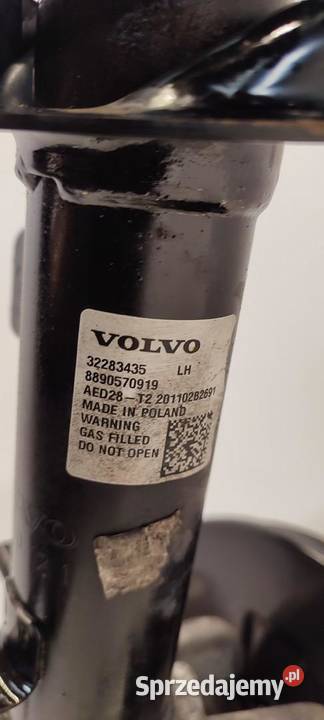 VOLVO
32283435 LH
8890570919
AED28-T2 20110282691
MADE IN POLAND
WARNING
GAS FILLED
DO NOT OPEN
Sprzedajemy.pl